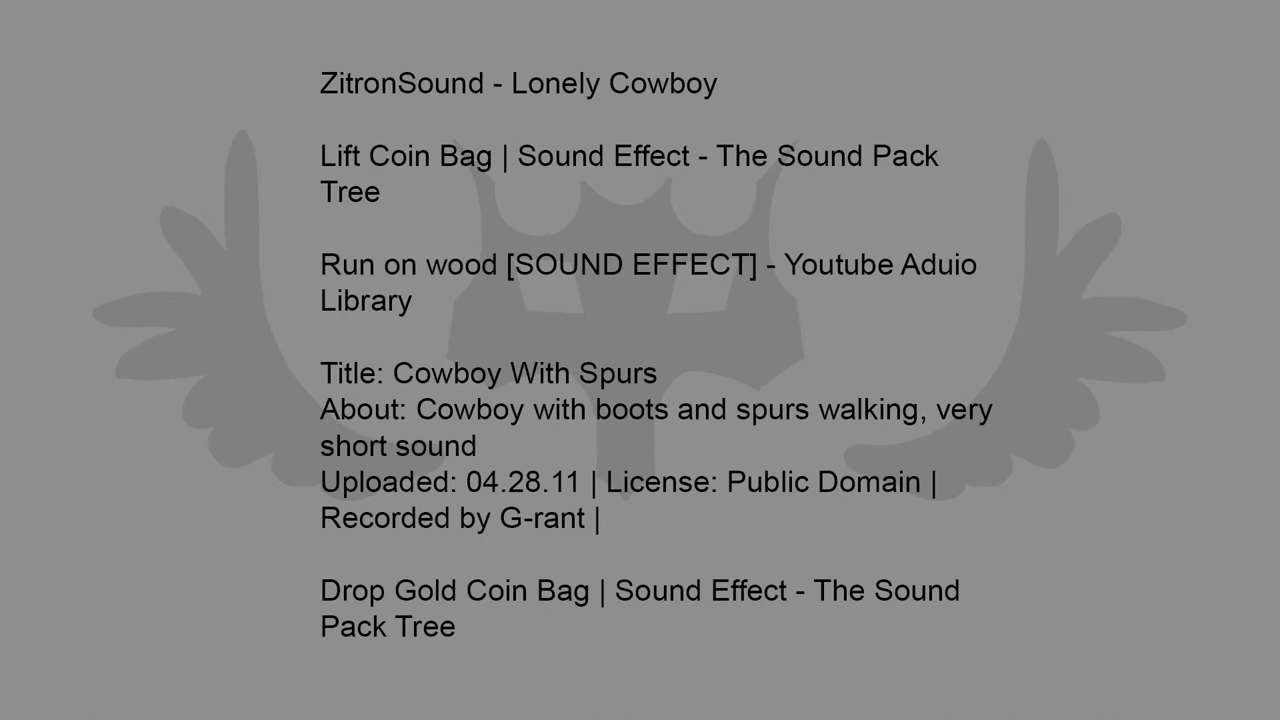 ZitronSound - Lonely Cowboy
Lift Coin Bag | Sound Effect - The Sound Pack
Tree
Run on wood [SOUND EFFECT] - Youtube Aduio
Library
Title: Cowboy With Spurs
About: Cowboy with boots and spurs walking, very
short sound
Uploaded: 04.28.11 | License: Public Domain |
Recorded by G-rant |
Drop Gold Coin Bag | Sound Effect - The Sound
Pack Tree